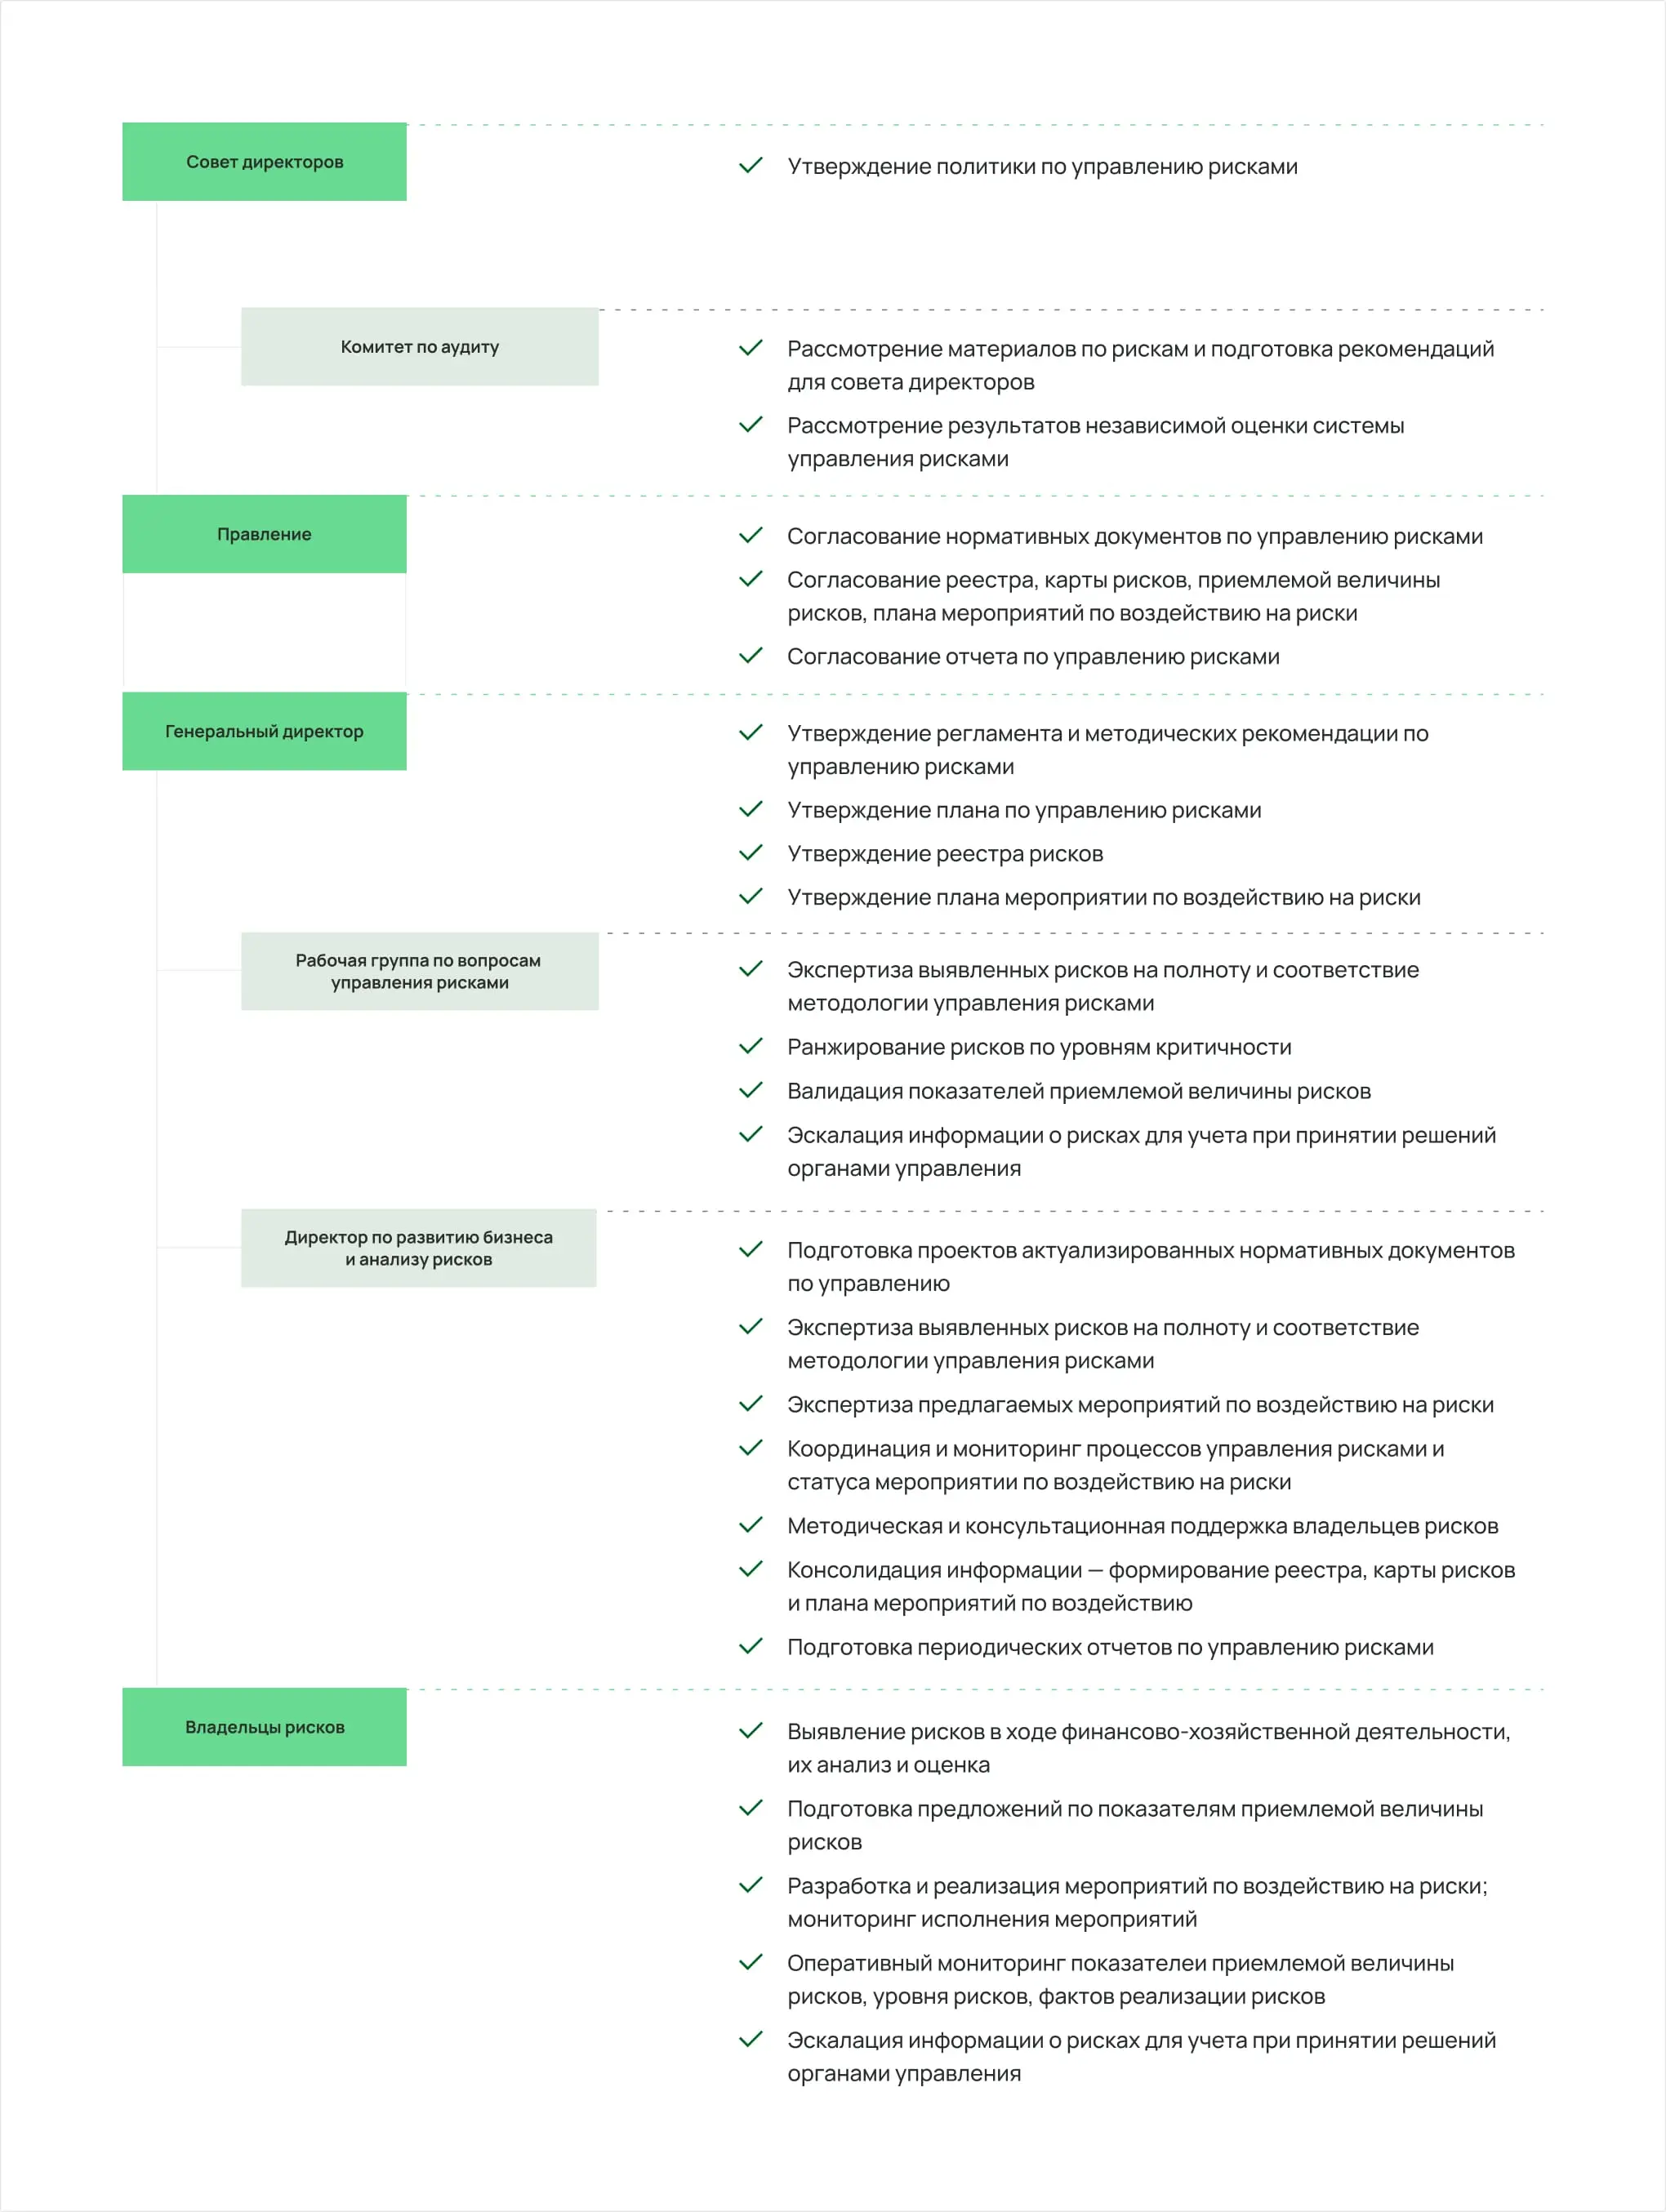 Совет директоров
Утверждение политики по управлению рисками
Комитет по аудиту
Рассмотрение материалов по рискам и подготовка рекомендаций
для совета директоров
Рассмотрение результатов независимой оценки системы
управления рисками
Правление
Согласование нормативных документов по управлению рисками
Согласование реестра, карты рисков, приемлемой величины
рисков, плана мероприятий по воздействию на риски
Согласование отчета по управлению рисками
Генеральный директор
Утверждение регламента и методических рекомендации по
управлению рисками
Утверждение плана по управлению рисками
Утверждение реестра рисков
Утверждение плана мероприятии по воздействию на риски
Рабочая группа по вопросам
управления рисками
Экспертиза выявленных рисков на полноту и соответствие
методологии управления рисками
Ранжирование рисков по уровням критичности
Валидация показателей приемлемой величины рисков
Эскалация информации о рисках для учета при принятии решений
органами управления
Директор по развитию бизнеса
и анализу рисков
Подготовка проектов актуализированных нормативных документов
по управлению
Экспертиза выявленных рисков на полноту и соответствие
методологии управления рисками
Экспертиза предлагаемых мероприятий по воздействию на риски
Координация и мониторинг процессов управления рисками и
статуса мероприятии по воздействию на риски
Методическая и консультационная поддержка владельцев рисков
Консолидация информации — формирование реестра, карты рисков
и плана мероприятий по воздействию
Подготовка периодических отчетов по управлению рисками
Владельцы рисков
Выявление рисков в ходе финансово-хозяйственной деятельности,
их анализ и оценка
Подготовка предложений по показателям приемлемой величины
рисков
Разработка и реализация мероприятий по воздействию на риски;
мониторинг исполнения мероприятий
Оперативный мониторинг показателеи приемлемой величины
рисков, уровня рисков, фактов реализации рисков
Эскалация информации о рисках для учета при принятии решений
органами управления